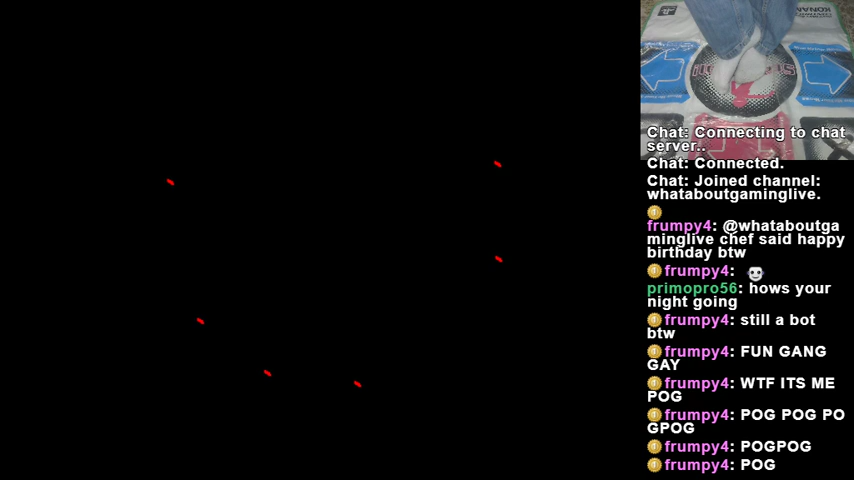 KONAMI
Chat: Connecting to chat
server..
Chat: Connected.
Chat: Joined channel:
whataboutgaminglive.
frumpy4: @whataboutga
minglive chef said happy
birthday btw
frumpy4:
primopro56: hows your
night going
frumpy4: still a bot
btw
frumpy4: FUN GANG
GAY
frumpy4: WTF ITS ME
POG
frumpy4: POG POG PO
GPOG
frumpy4: POGPOG
frumpy4: POG